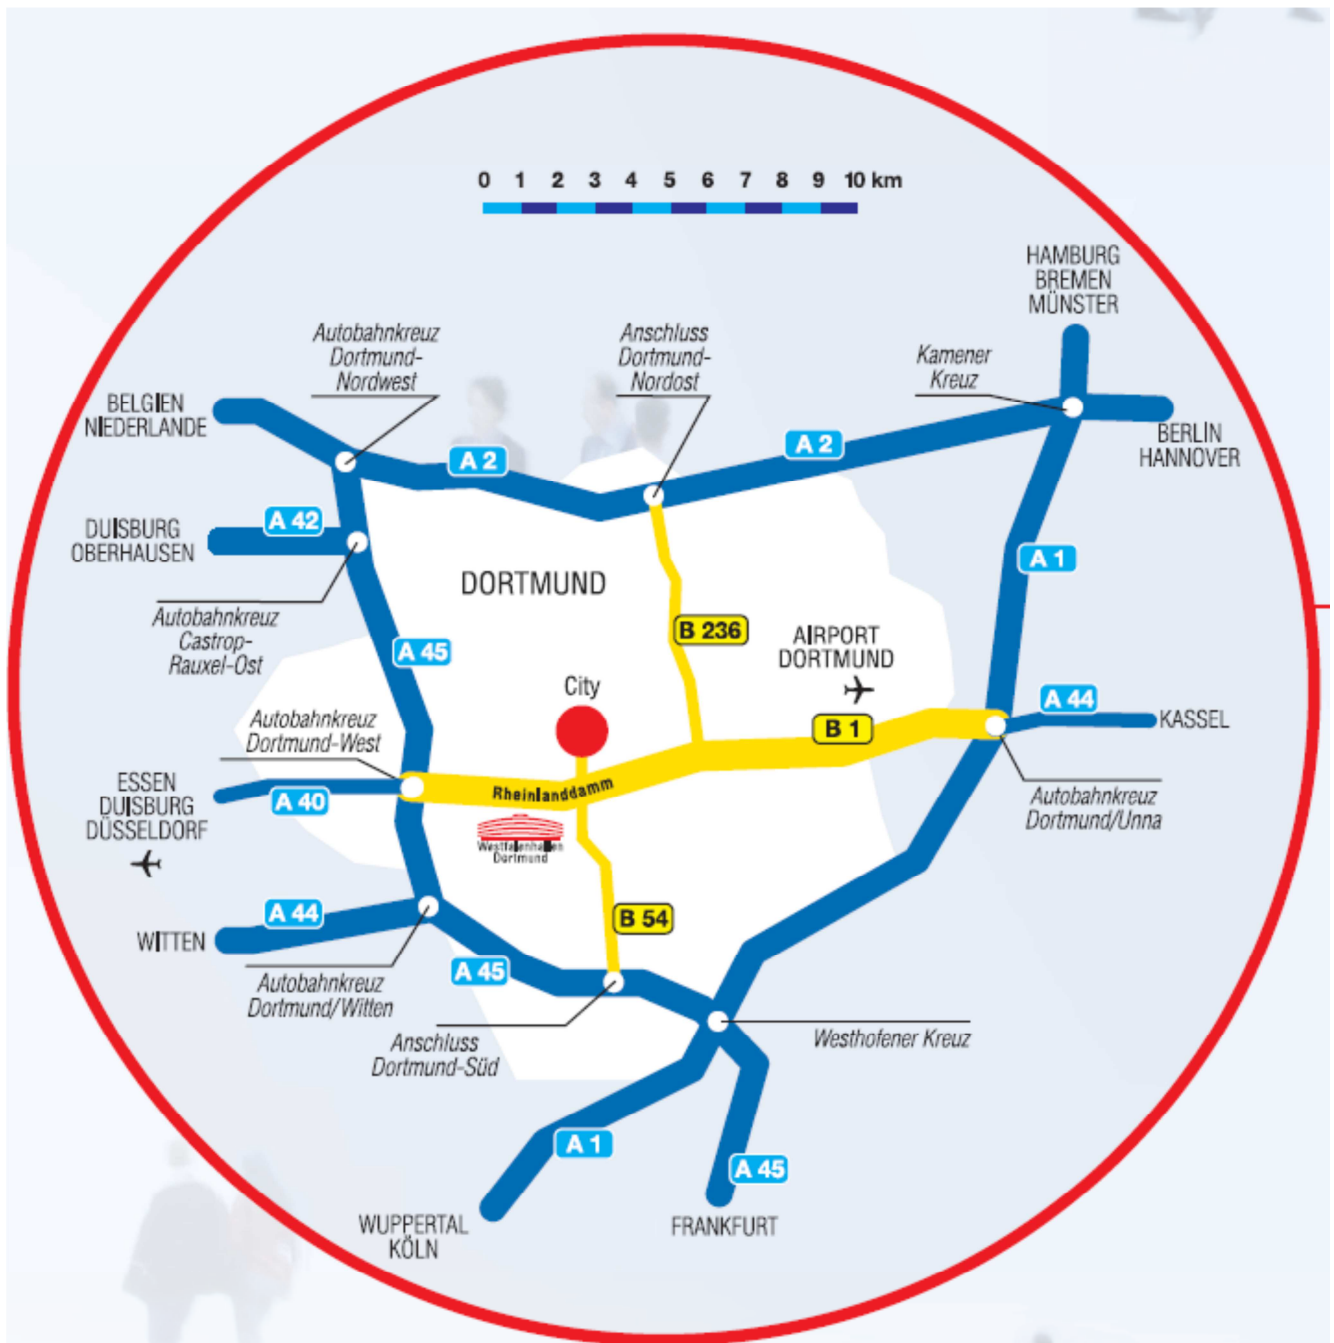 0 1 2 3 4 5 6 7 8 9 10 km
HAMBURG
BREMEN
MÜNSTER
Autobahnkreuz
Dortmund-
Nordwest
Anschluss
Dortmund-
Nordost
Kamener
Kreuz
BELGIEN
NIEDERLANDE
A 2
A 2
BERLIN
HANNOVER
DUISBURG
OBERHAUSEN
A 42
A 1
DORTMUND
Autobahnkreuz
Castrop-
Rauxel-Ost
A 45
B 236
AIRPORT
DORTMUND
City
Autobahnkreuz
Dortmund-West
B 1
A 44
KASSEL
ESSEN
DUISBURG
DÜSSELDORF
A 40
Rheinlanddamm
Autobahnkreuz
Dortmund/Unna
Westfalenhallen
Dortmund
A 44
WITTEN
B 54
Autobahnkreuz
Dortmund/Witten
A 45
Anschluss
Dortmund-Süd
Westhofener Kreuz
A 1
A 45
WUPPERTAL
KÖLN
FRANKFURT